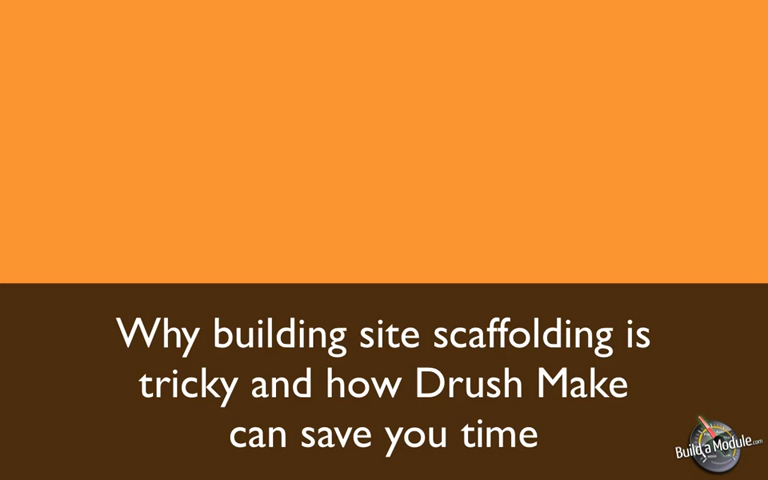 Why building site scaffolding is
tricky and how Drush Make
can save you time
Build a Module.com